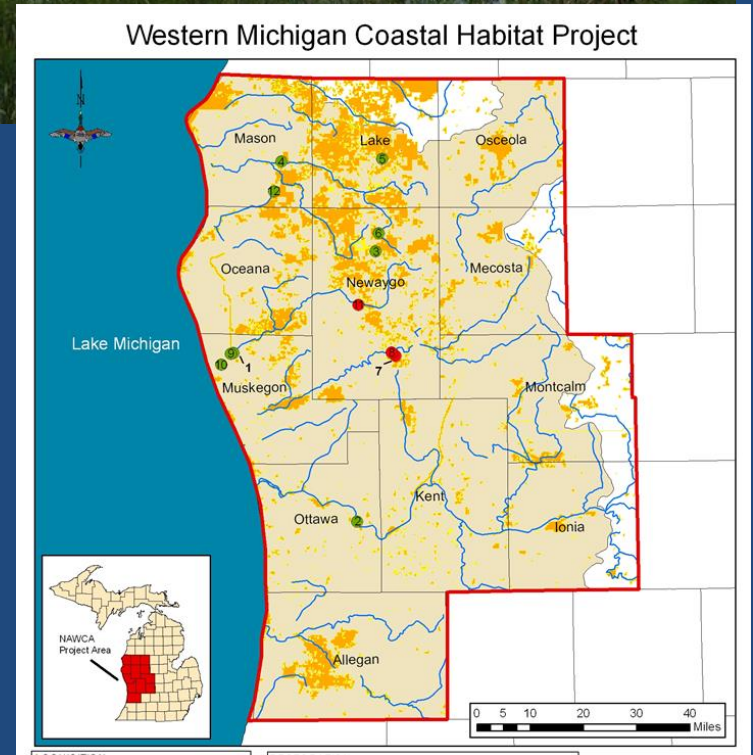 Western Michigan Coastal Habitat Project
N
Mason
Lake
Osceola
4
5
12
6
3
Oceana
Newaygo
Mecosta
11
Lake Michigan
9
1
10
7
Muskegon
Montcalm
Kent
Ottawa
2
Ionia
NAWCA
Project Area
Allegan
0 5 10 20 30 40
Miles